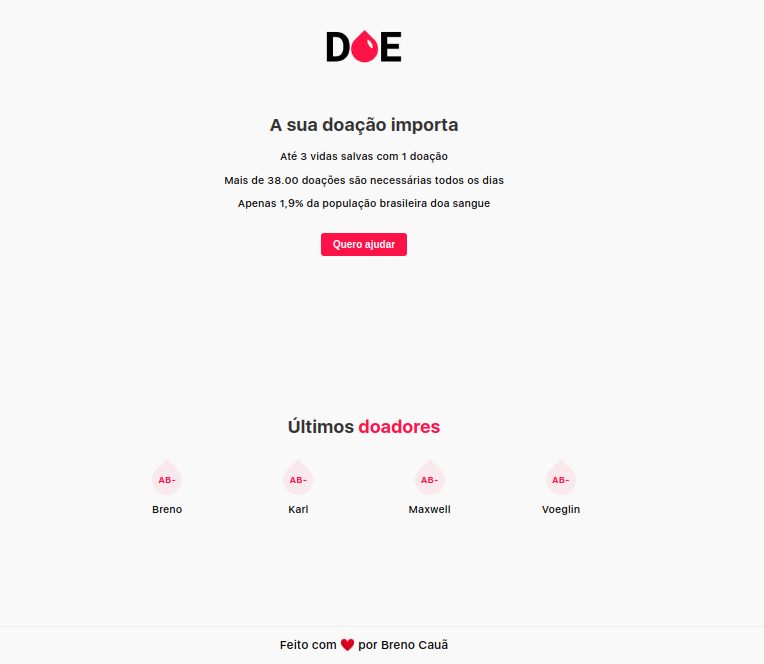 DOE
A sua doação importa
Até 3 vidas salvas com 1 doação
Mais de 38.00 doações são necessárias todos os dias
Apenas 1,9% da população brasileira doa sangue
Quero ajudar
Últimos doadores
AB- AB- AB- AB-
Breno Karl Maxwell Voeglin
Feito com ❤️ por Breno Cauã